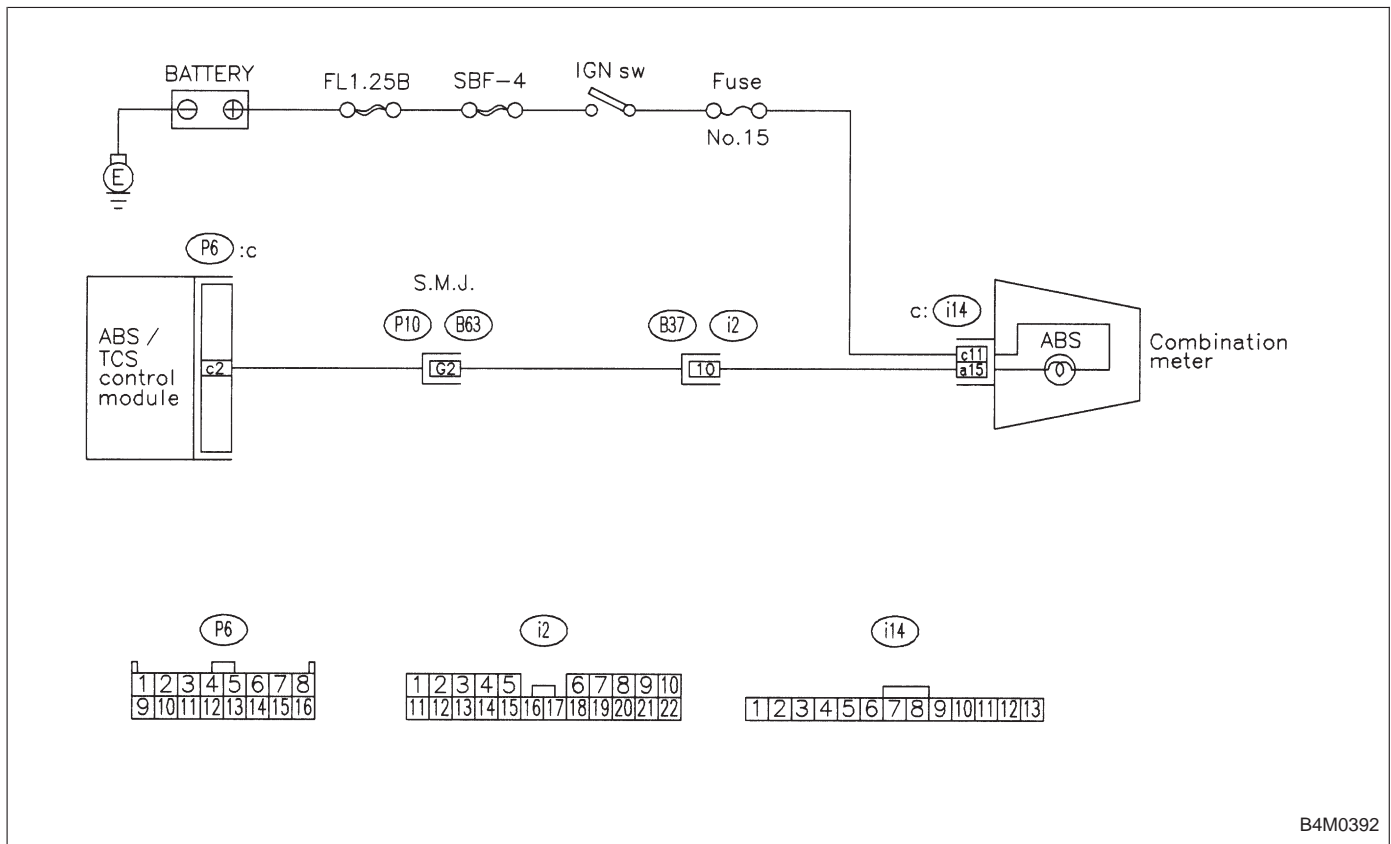 BATTERY
FL1.25B
SBF-4
IGN sw
Fuse
No.15
E
P6 :c
S.M.J.
P10 B63
B37 i2
c: i14
ABS /
TCS
control
module
c2
G2
10
c11
a15
ABS
Combination
meter
P6
1 2 3 4 5 6 7 8
9 10 11 12 13 14 15 16
i2
1 2 3 4 5 6 7 8 9 10
11 12 13 14 15 16 17 18 19 20 21 22
i14
1 2 3 4 5 6 7 8 9 10 11 12 13
B4M0392